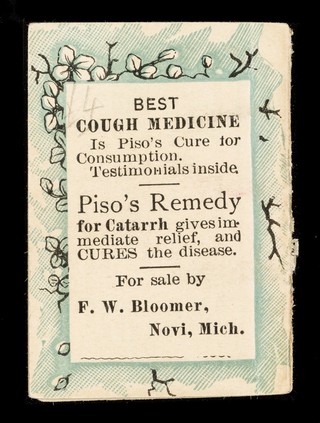 14
BEST
COUGH MEDICINE
Is Piso's Cure for
Consumption.
Testimonials inside.
Piso's Remedy
for Catarrh gives im-
mediate relief, and
CURES the disease.
For sale by
F. W. Bloomer,
Novi, Mich.